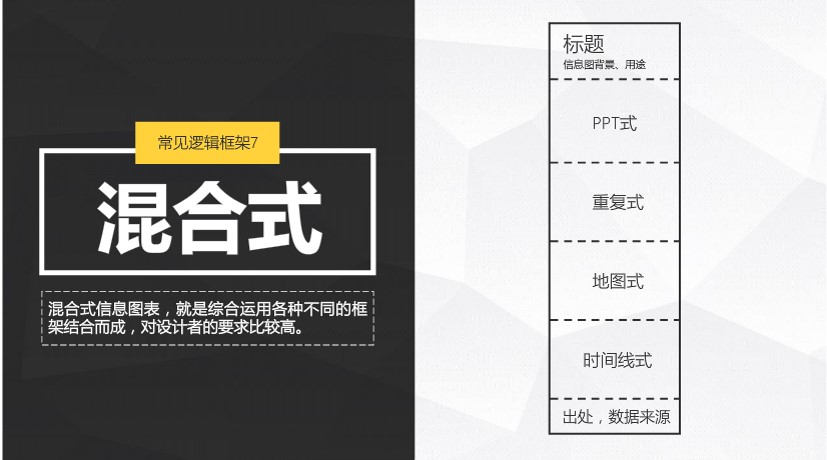 常见逻辑框架7
混合式
混合式信息图表，就是综合运用各种不同的框
架结合而成，对设计者的要求比较高。
标题
信息图背景、用途
PPT式
重复式
地图式
时间线式
出处，数据来源